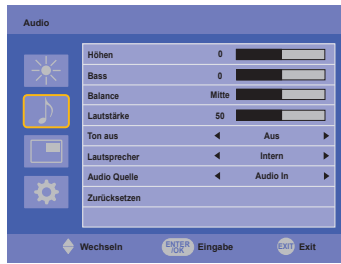 Audio
Höhen 0
Bass 0
Balance Mitte
Lautstärke 50
Ton aus Aus
Lautsprecher Intern
Audio Quelle Audio In
Zurücksetzen
Wechseln ENTER /OK Eingabe EXIT Exit